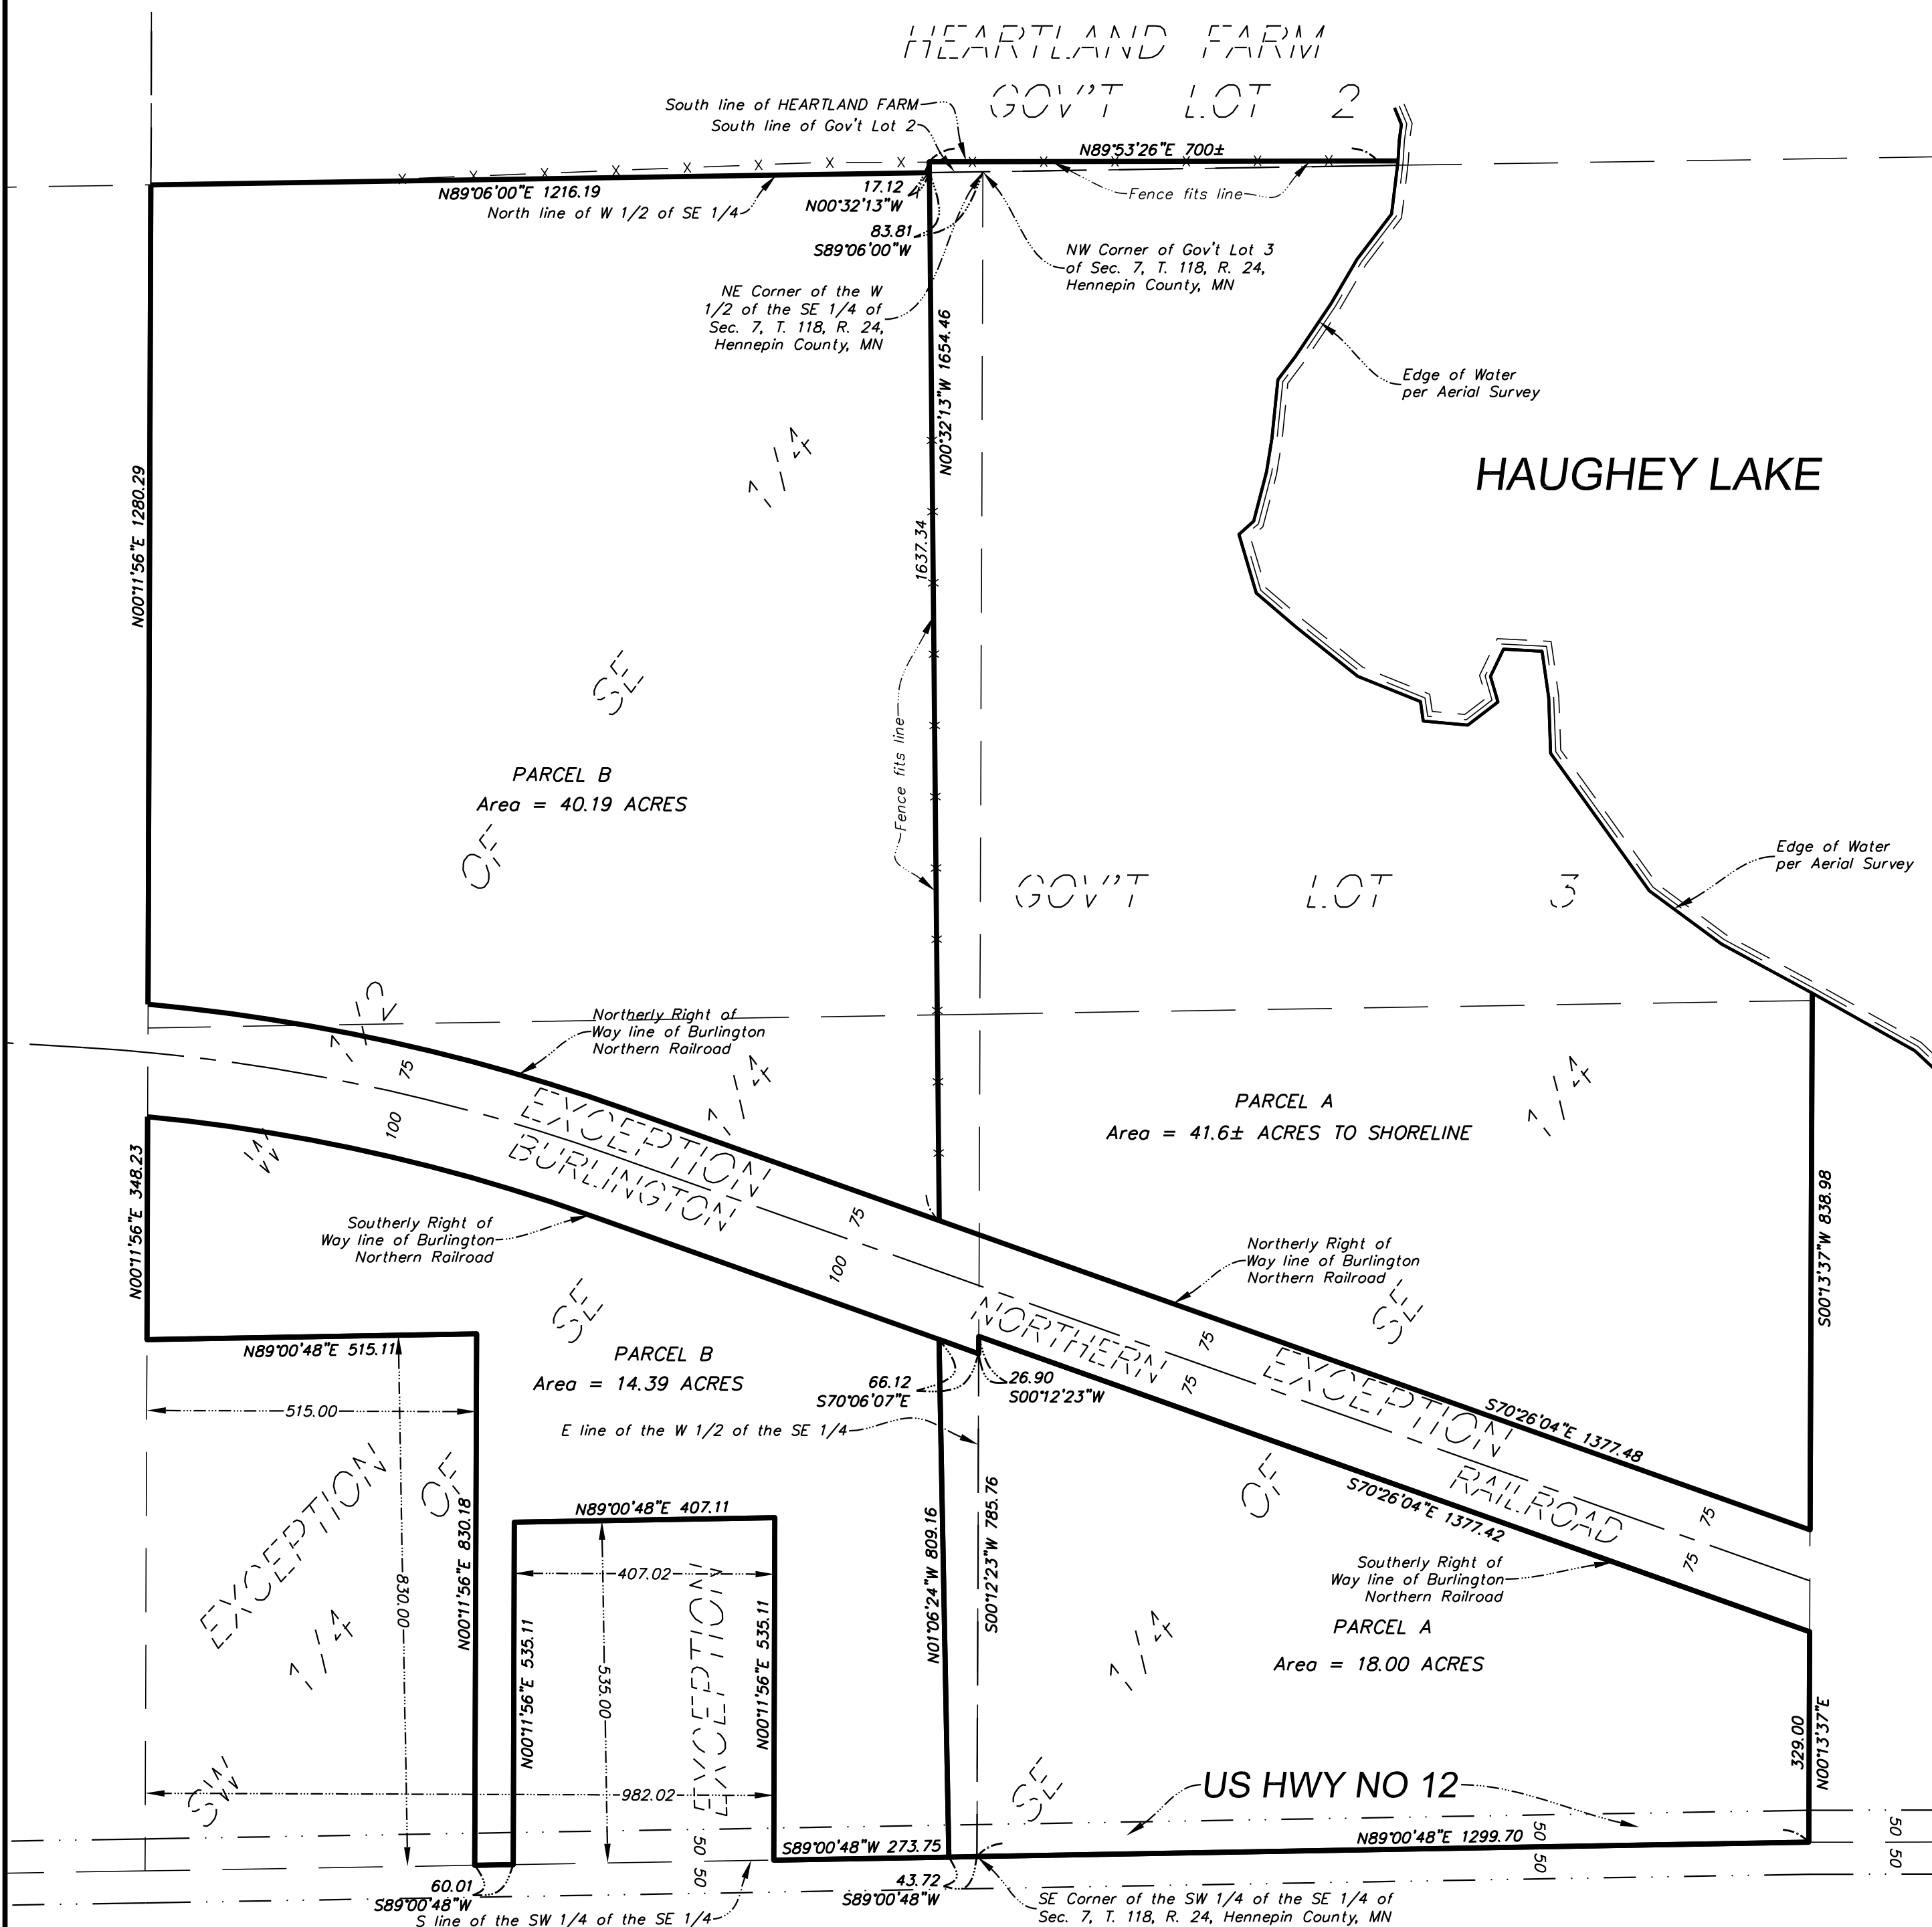 HEARTLAND FARM
GOV'T LOT 2
South line of HEARTLAND FARM
South line of Gov't Lot 2
N89°53'26"E 700±
Fence fits line
N89°06'00"E 1216.19
North line of W 1/2 of SE 1/4
17.12
N00°32'13"W
83.81
S89°06'00"W
NW Corner of Gov't Lot 3
of Sec. 7, T. 118, R. 24,
Hennepin County, MN
NE Corner of the W
1/2 of the SE 1/4 of
Sec. 7, T. 118, R. 24,
Hennepin County, MN
N00°32'13"W 1654.46
1637.34
Fence fits line
Edge of Water
per Aerial Survey
HAUGHEY LAKE
N00°11'56"E 1280.29
1/4
SE
OF
1/2
W
PARCEL B
Area = 40.19 ACRES
GOV'T LOT 3
Edge of Water
per Aerial Survey
Northerly Right of
Way line of Burlington
Northern Railroad
75
100
EXCEPTION
BURLINGTON
1/4
75
100
PARCEL A
Area = 41.6± ACRES TO SHORELINE
1/4
SE
OF
1/4
SE
S00°13'37"W 838.98
N00°11'56"E 348.23
Southerly Right of
Way line of Burlington
Northern Railroad
Northerly Right of
Way line of Burlington
Northern Railroad
NORTHERN
75
75
EXCEPTION
RAILROAD
S70°26'04"E 1377.48
S70°26'04"E 1377.42
75
75
N89°00'48"E 515.11
515.00
SE
OF
1/4
SW
PARCEL B
Area = 14.39 ACRES
66.12
S70°06'07"E
26.90
S00°12'23"W
E line of the W 1/2 of the SE 1/4
EXCEPTION
830.00
N00°11'56"E 830.18
N89°00'48"E 407.11
407.02
N00°11'56"E 535.11
535.00
EXCEPTION
N00°11'56"E 535.11
N01°06'24"W 809.16
S00°12'23"W 785.76
Southerly Right of
Way line of Burlington
Northern Railroad
PARCEL A
Area = 18.00 ACRES
329.00
N00°13'37"E
US HWY NO 12
982.02
S89°00'48"W 273.75
N89°00'48"E 1299.70
50 50
50 50
50 50
60.01
S89°00'48"W
43.72
S89°00'48"W
S line of the SW 1/4 of the SE 1/4
SE Corner of the SW 1/4 of the SE 1/4 of
Sec. 7, T. 118, R. 24, Hennepin County, MN